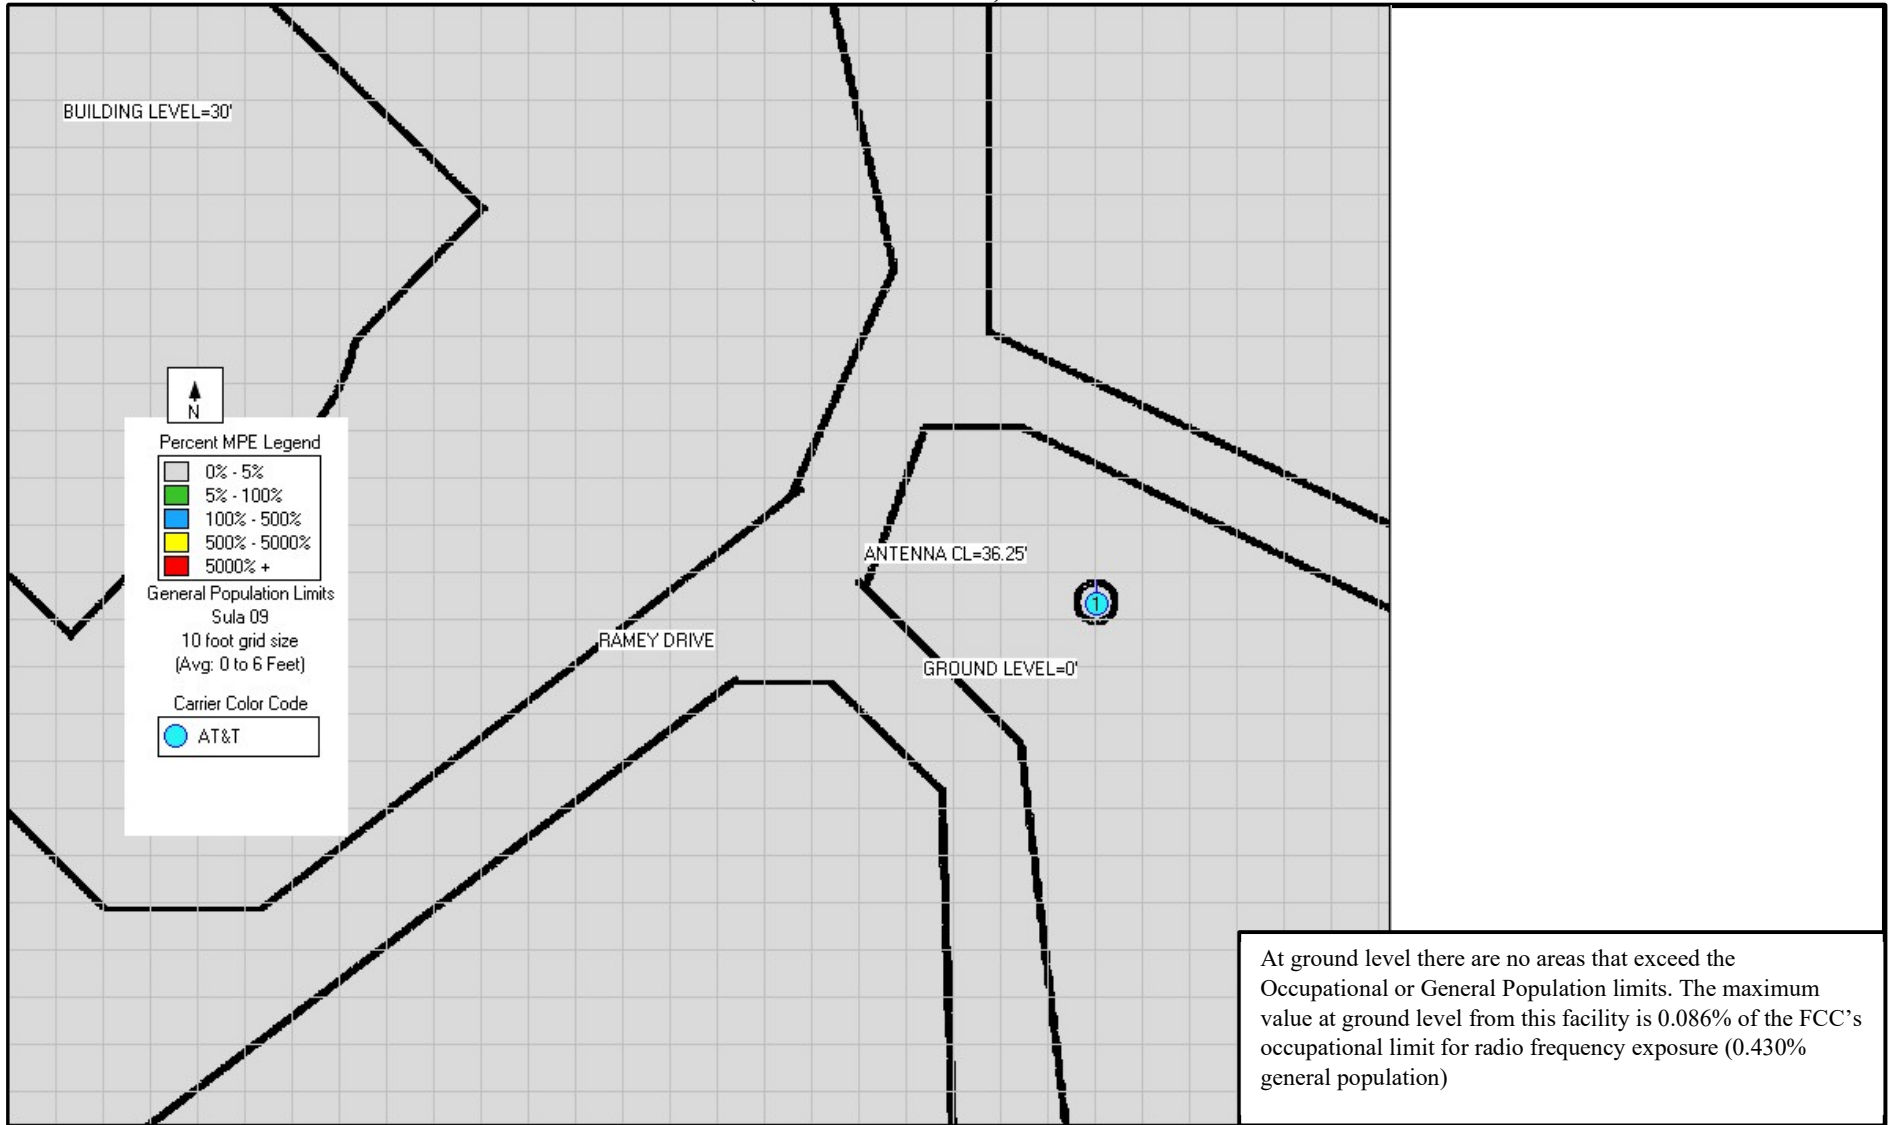 BUILDING LEVEL=30'
N
Percent MPE Legend
0% - 5%
5% - 100%
100% - 500%
500% - 5000%
5000% +
General Population Limits
Sula 09
10 foot grid size
(Avg: 0 to 6 Feet)
Carrier Color Code
AT&T
ANTENNA CL=36.25'
1
RAMEY DRIVE
GROUND LEVEL=0'
At ground level there are no areas that exceed the
Occupational or General Population limits. The maximum
value at ground level from this facility is 0.086% of the FCC’s
occupational limit for radio frequency exposure (0.430%
general population)